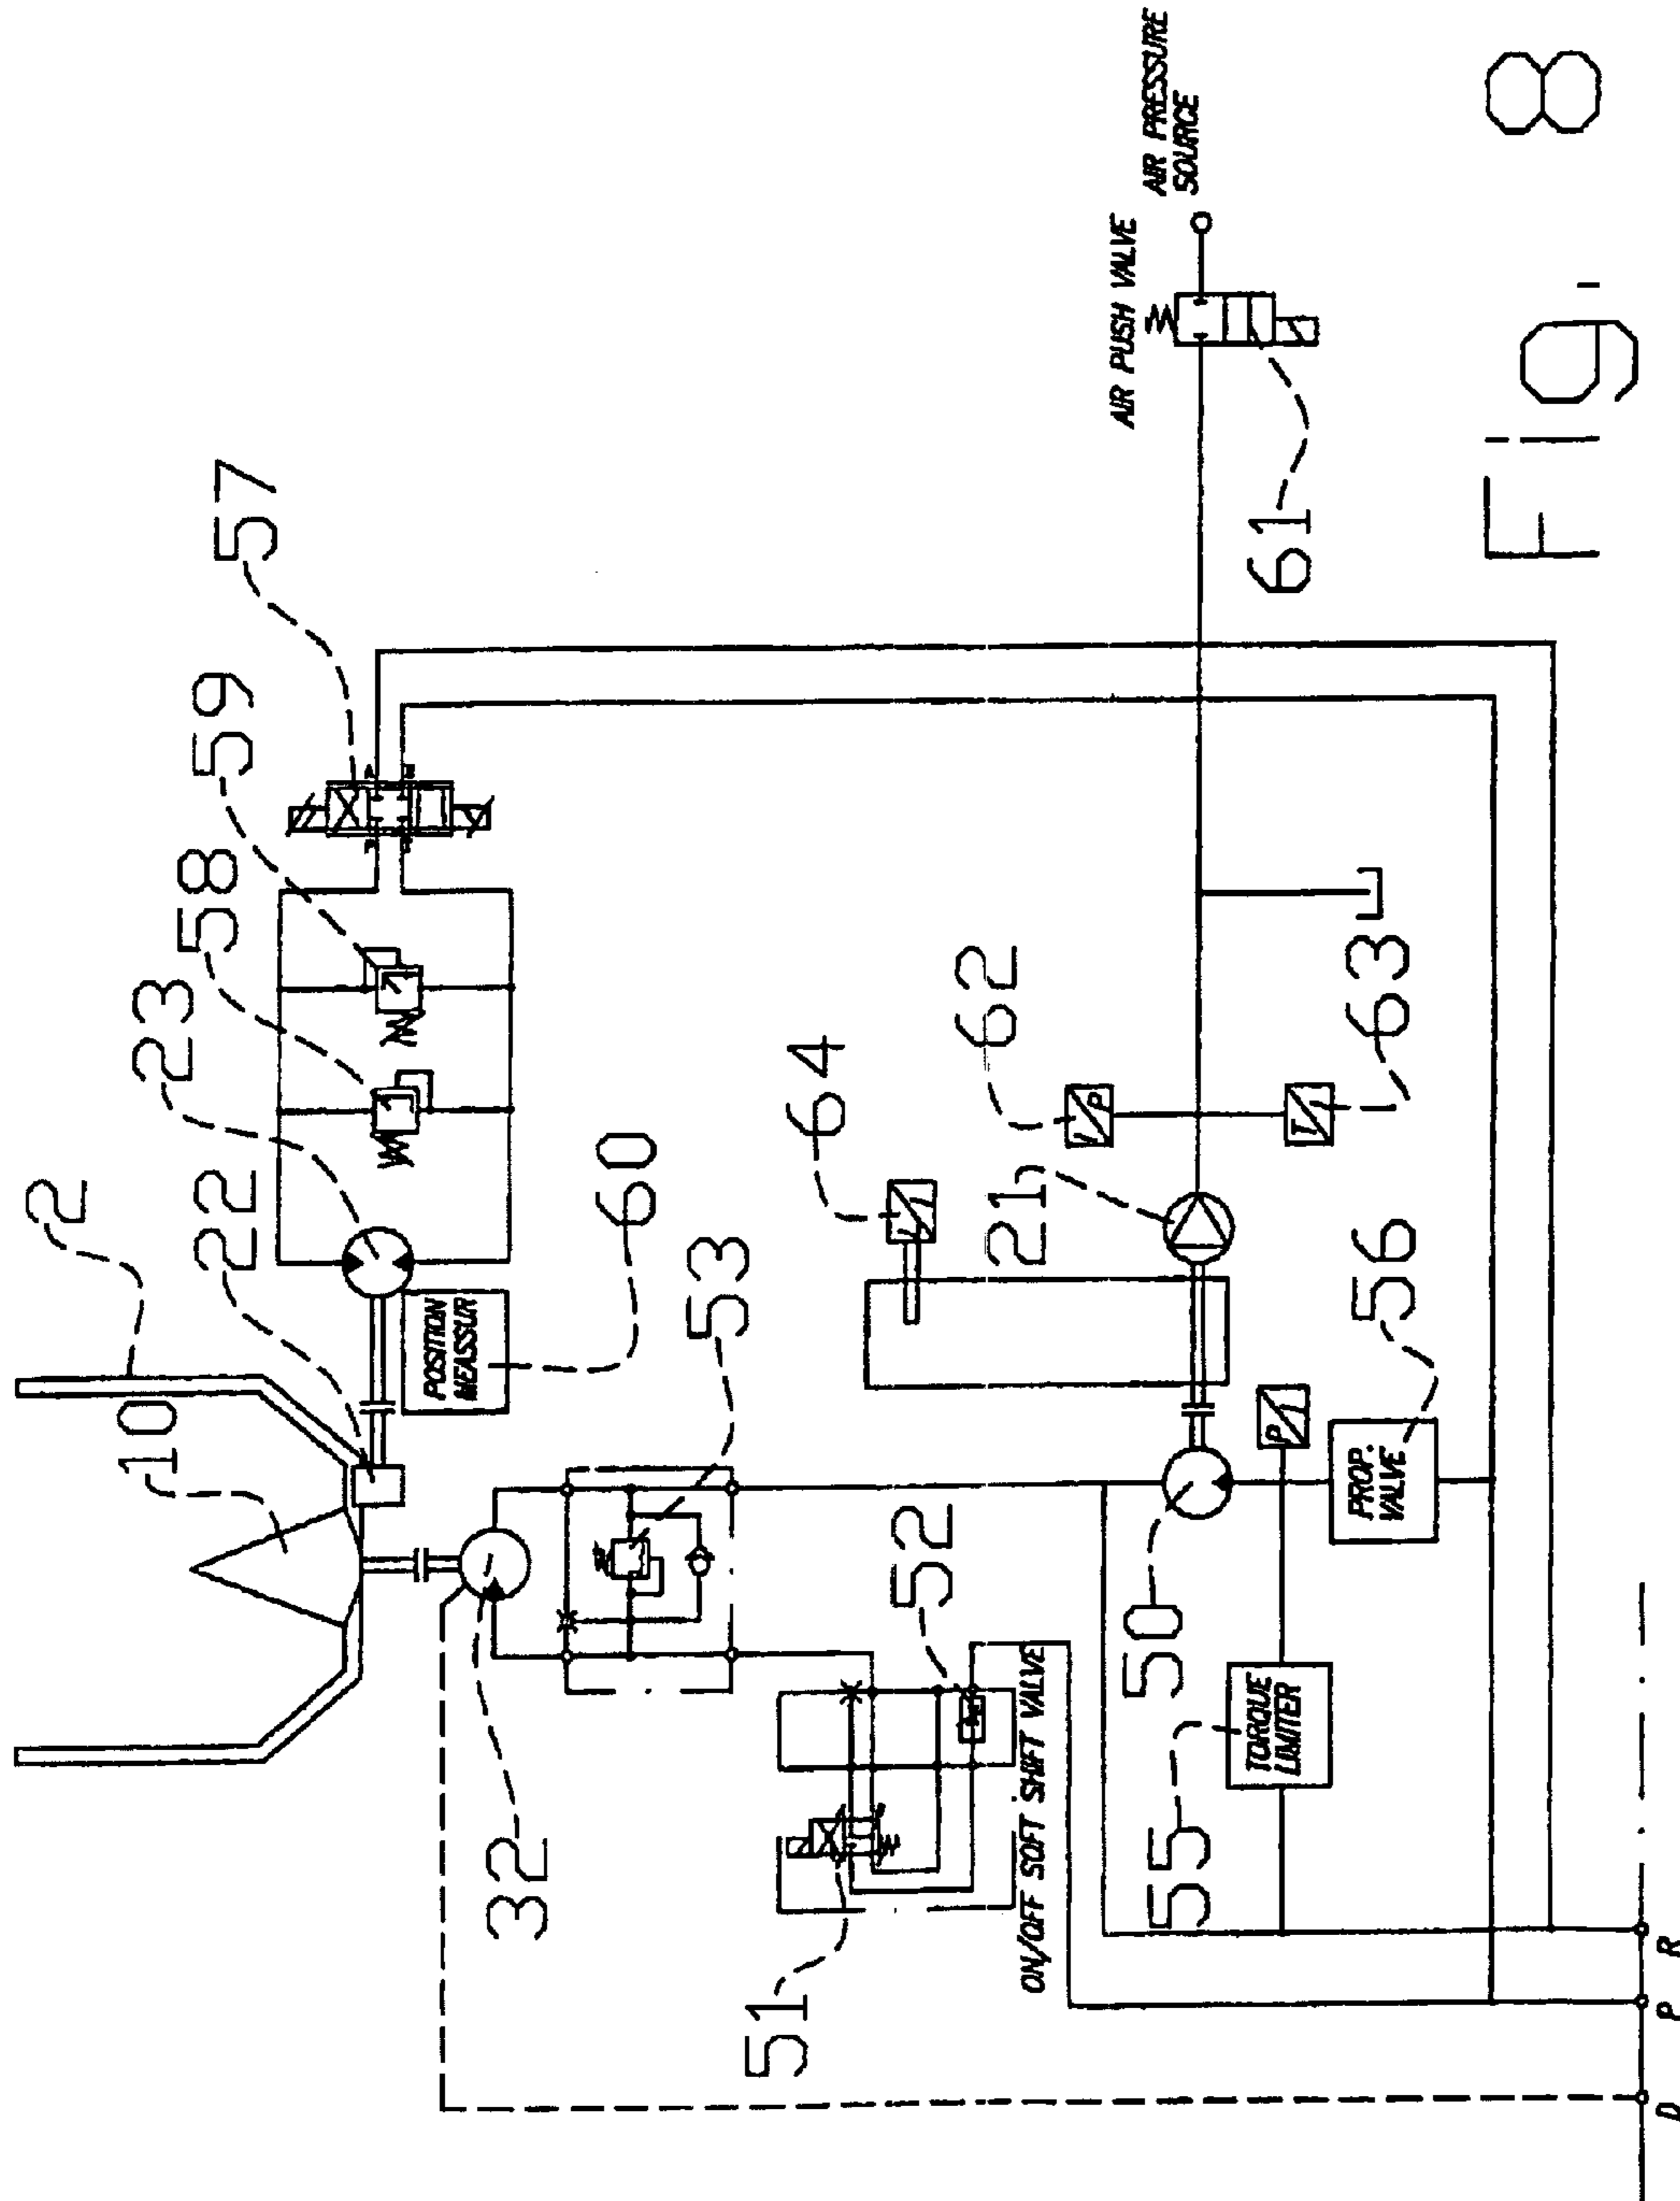 2
10
22
23
58
59
57
POSITION
MEASSUR
60
53
32
64
21
62
63
51
52
ON/OFF SOFT SHIFT VALVE
50
55
TORQUE
LIMITER
PROP.
VALVE
56
P
I
I
P
I
AIR PUSH VALVE
AIR PRESSURE
SOURCE
61
D
P
R
Fig. 8